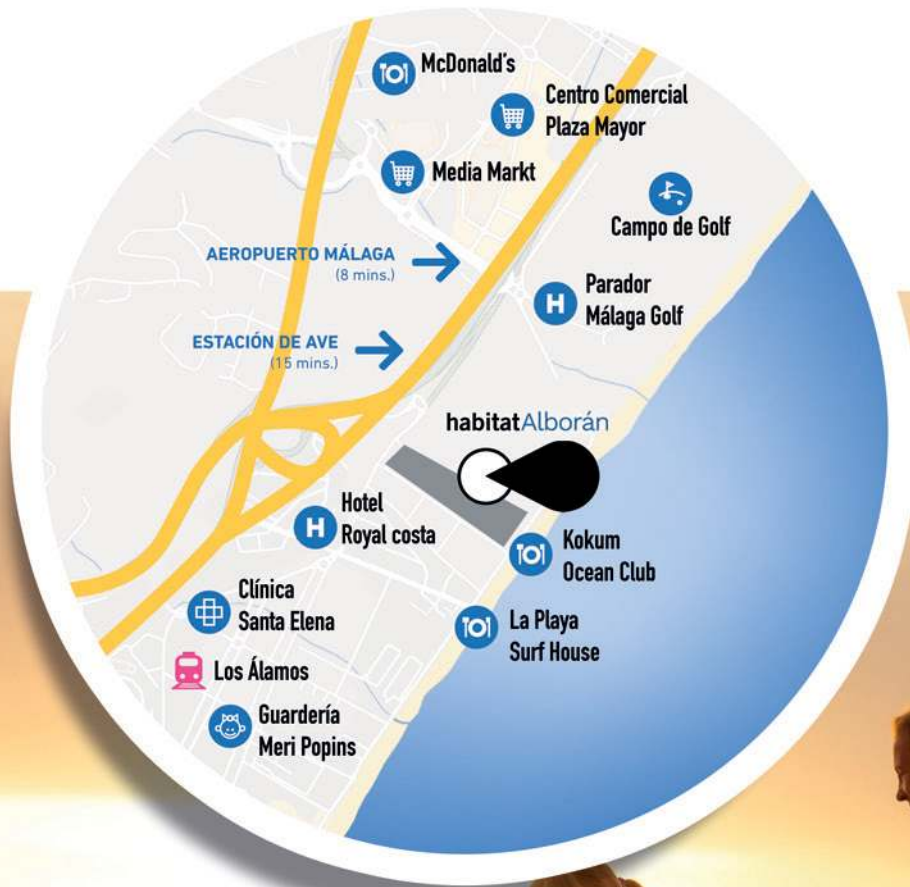 McDonald's
Centro Comercial
Plaza Mayor
Media Markt
Campo de Golf
AEROPUERTO MÁLAGA
(8 mins.)
Parador
Málaga Golf
H
ESTACIÓN DE AVE
(15 mins.)
habitatAlborán
Hotel
Royal costa
H
Kokum
Ocean Club
Clínica
Santa Elena
La Playa
Surf House
Los Álamos
Guardería
Meri Popins